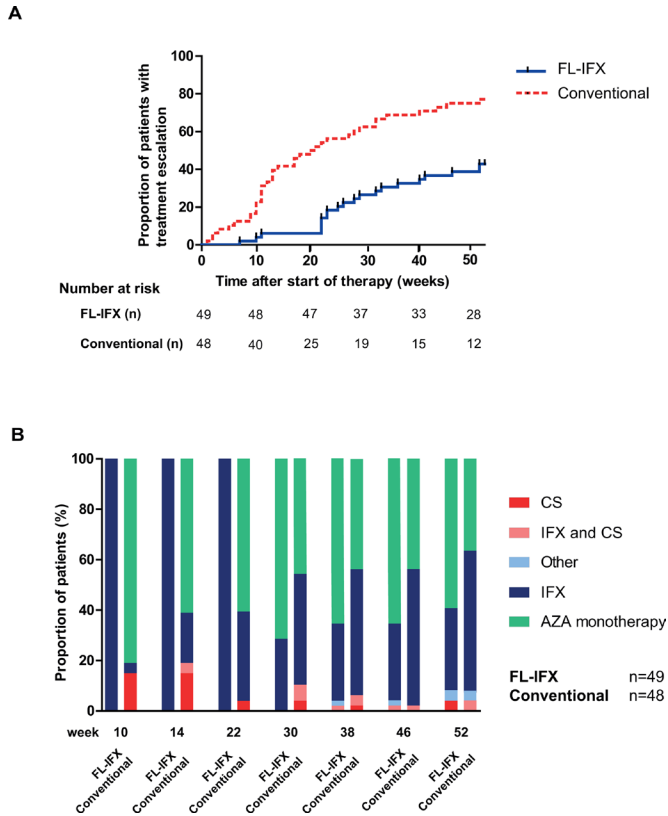 A
Proportion of patients with
treatment escalation
100
80
60
40
20
0
0 10 20 30 40 50
Time after start of therapy (weeks)
FL-IFX
Conventional
Number at risk
FL-IFX (n) 49 48 47 37 33 28
Conventional (n) 48 40 25 19 15 12
B
Proportion of patients (%)
100
80
60
40
20
0
week 10 14 22 30 38 46 52
FL-IFX Conventional FL-IFX Conventional FL-IFX Conventional FL-IFX Conventional FL-IFX Conventional FL-IFX Conventional FL-IFX Conventional
CS
IFX and CS
Other
IFX
AZA monotherapy
FL-IFX n=49
Conventional n=48